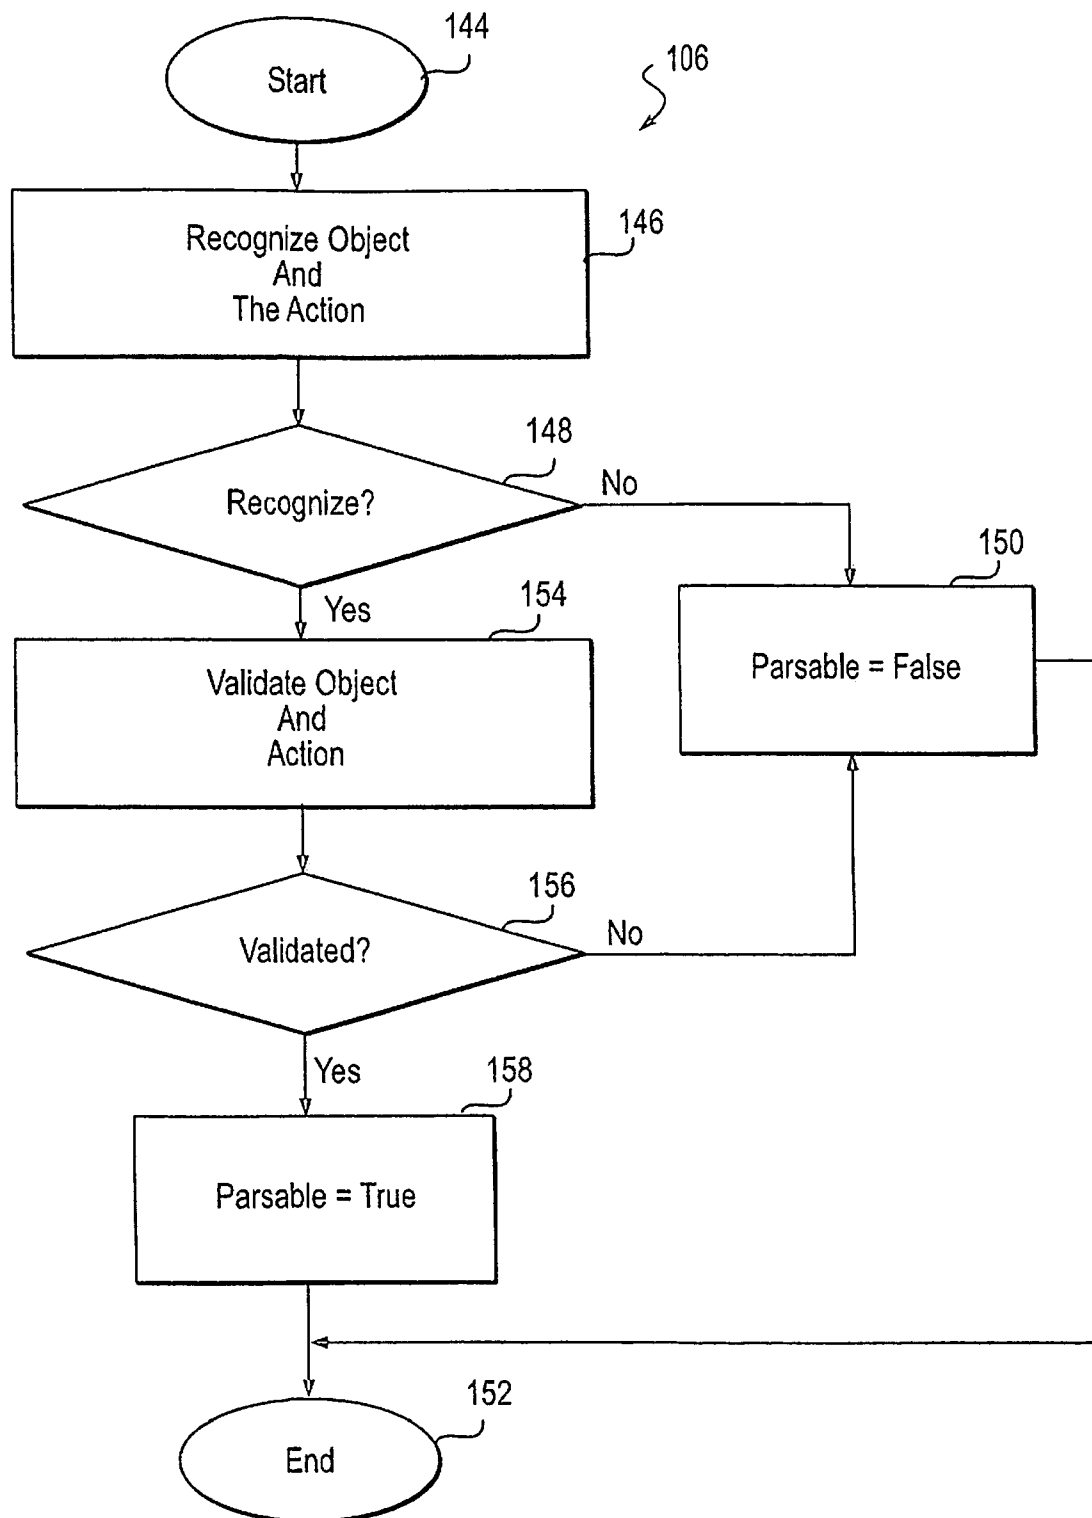 144
Start
106
146
Recognize Object
And
The Action
148
Recognize?
No
150
Yes
154
Parsable = False
Validate Object
And
Action
156
Validated?
No
Yes
158
Parsable = True
152
End